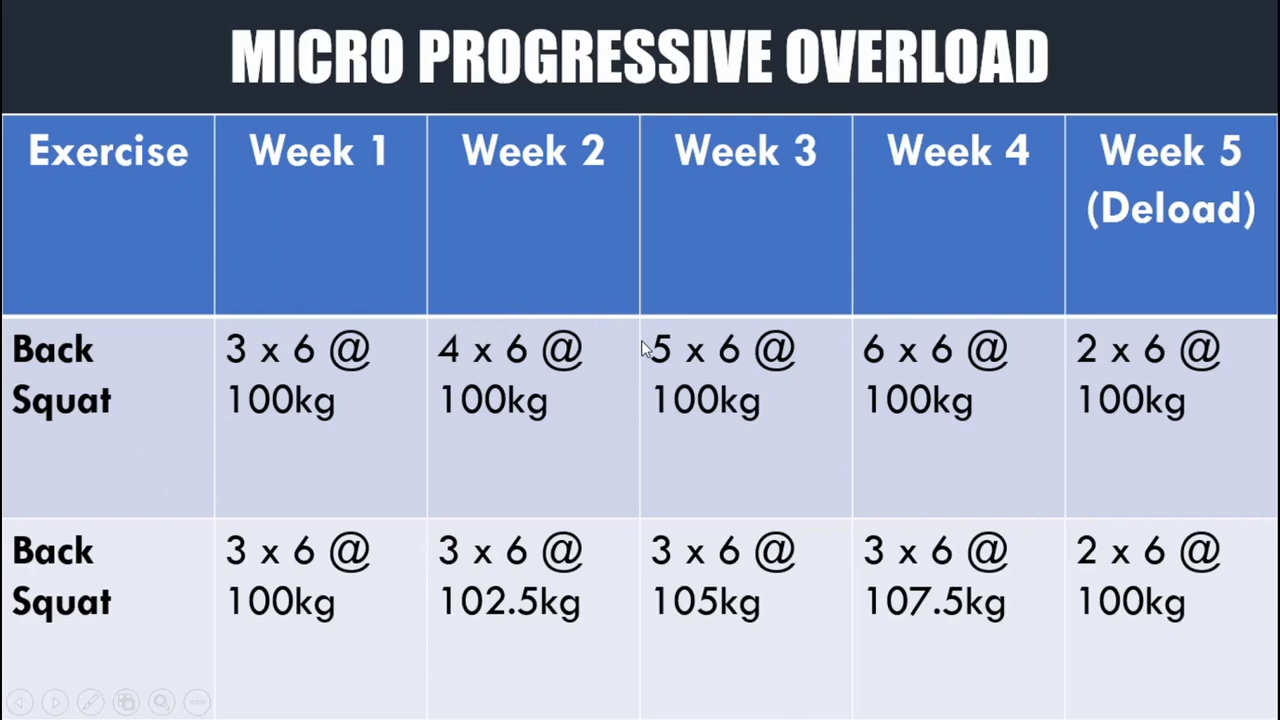 MICRO PROGRESSIVE OVERLOAD
Exercise
Week 1
Week 2
Week 3
Week 4
Week 5
(Deload)
Back
Squat
3 x 6 @
100kg
4 x 6 @
100kg
5 x 6 @
100kg
6 x 6 @
100kg
2 x 6 @
100kg
Back
Squat
3 x 6 @
100kg
3 x 6 @
102.5kg
3 x 6 @
105kg
3 x 6 @
107.5kg
2 x 6 @
100kg